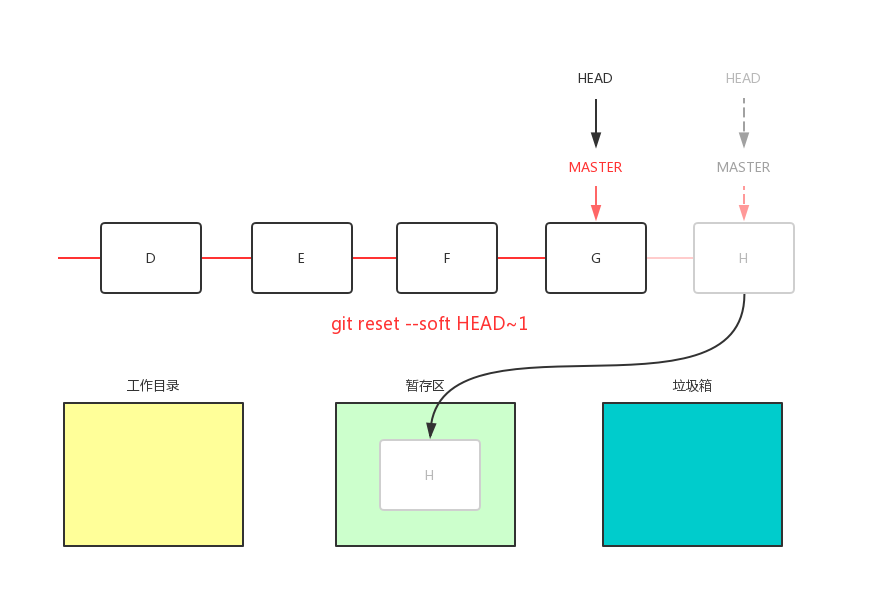 HEAD HEAD
MASTER MASTER
D E F G H
git reset --soft HEAD~1
工作目录 暂存区 垃圾箱
H